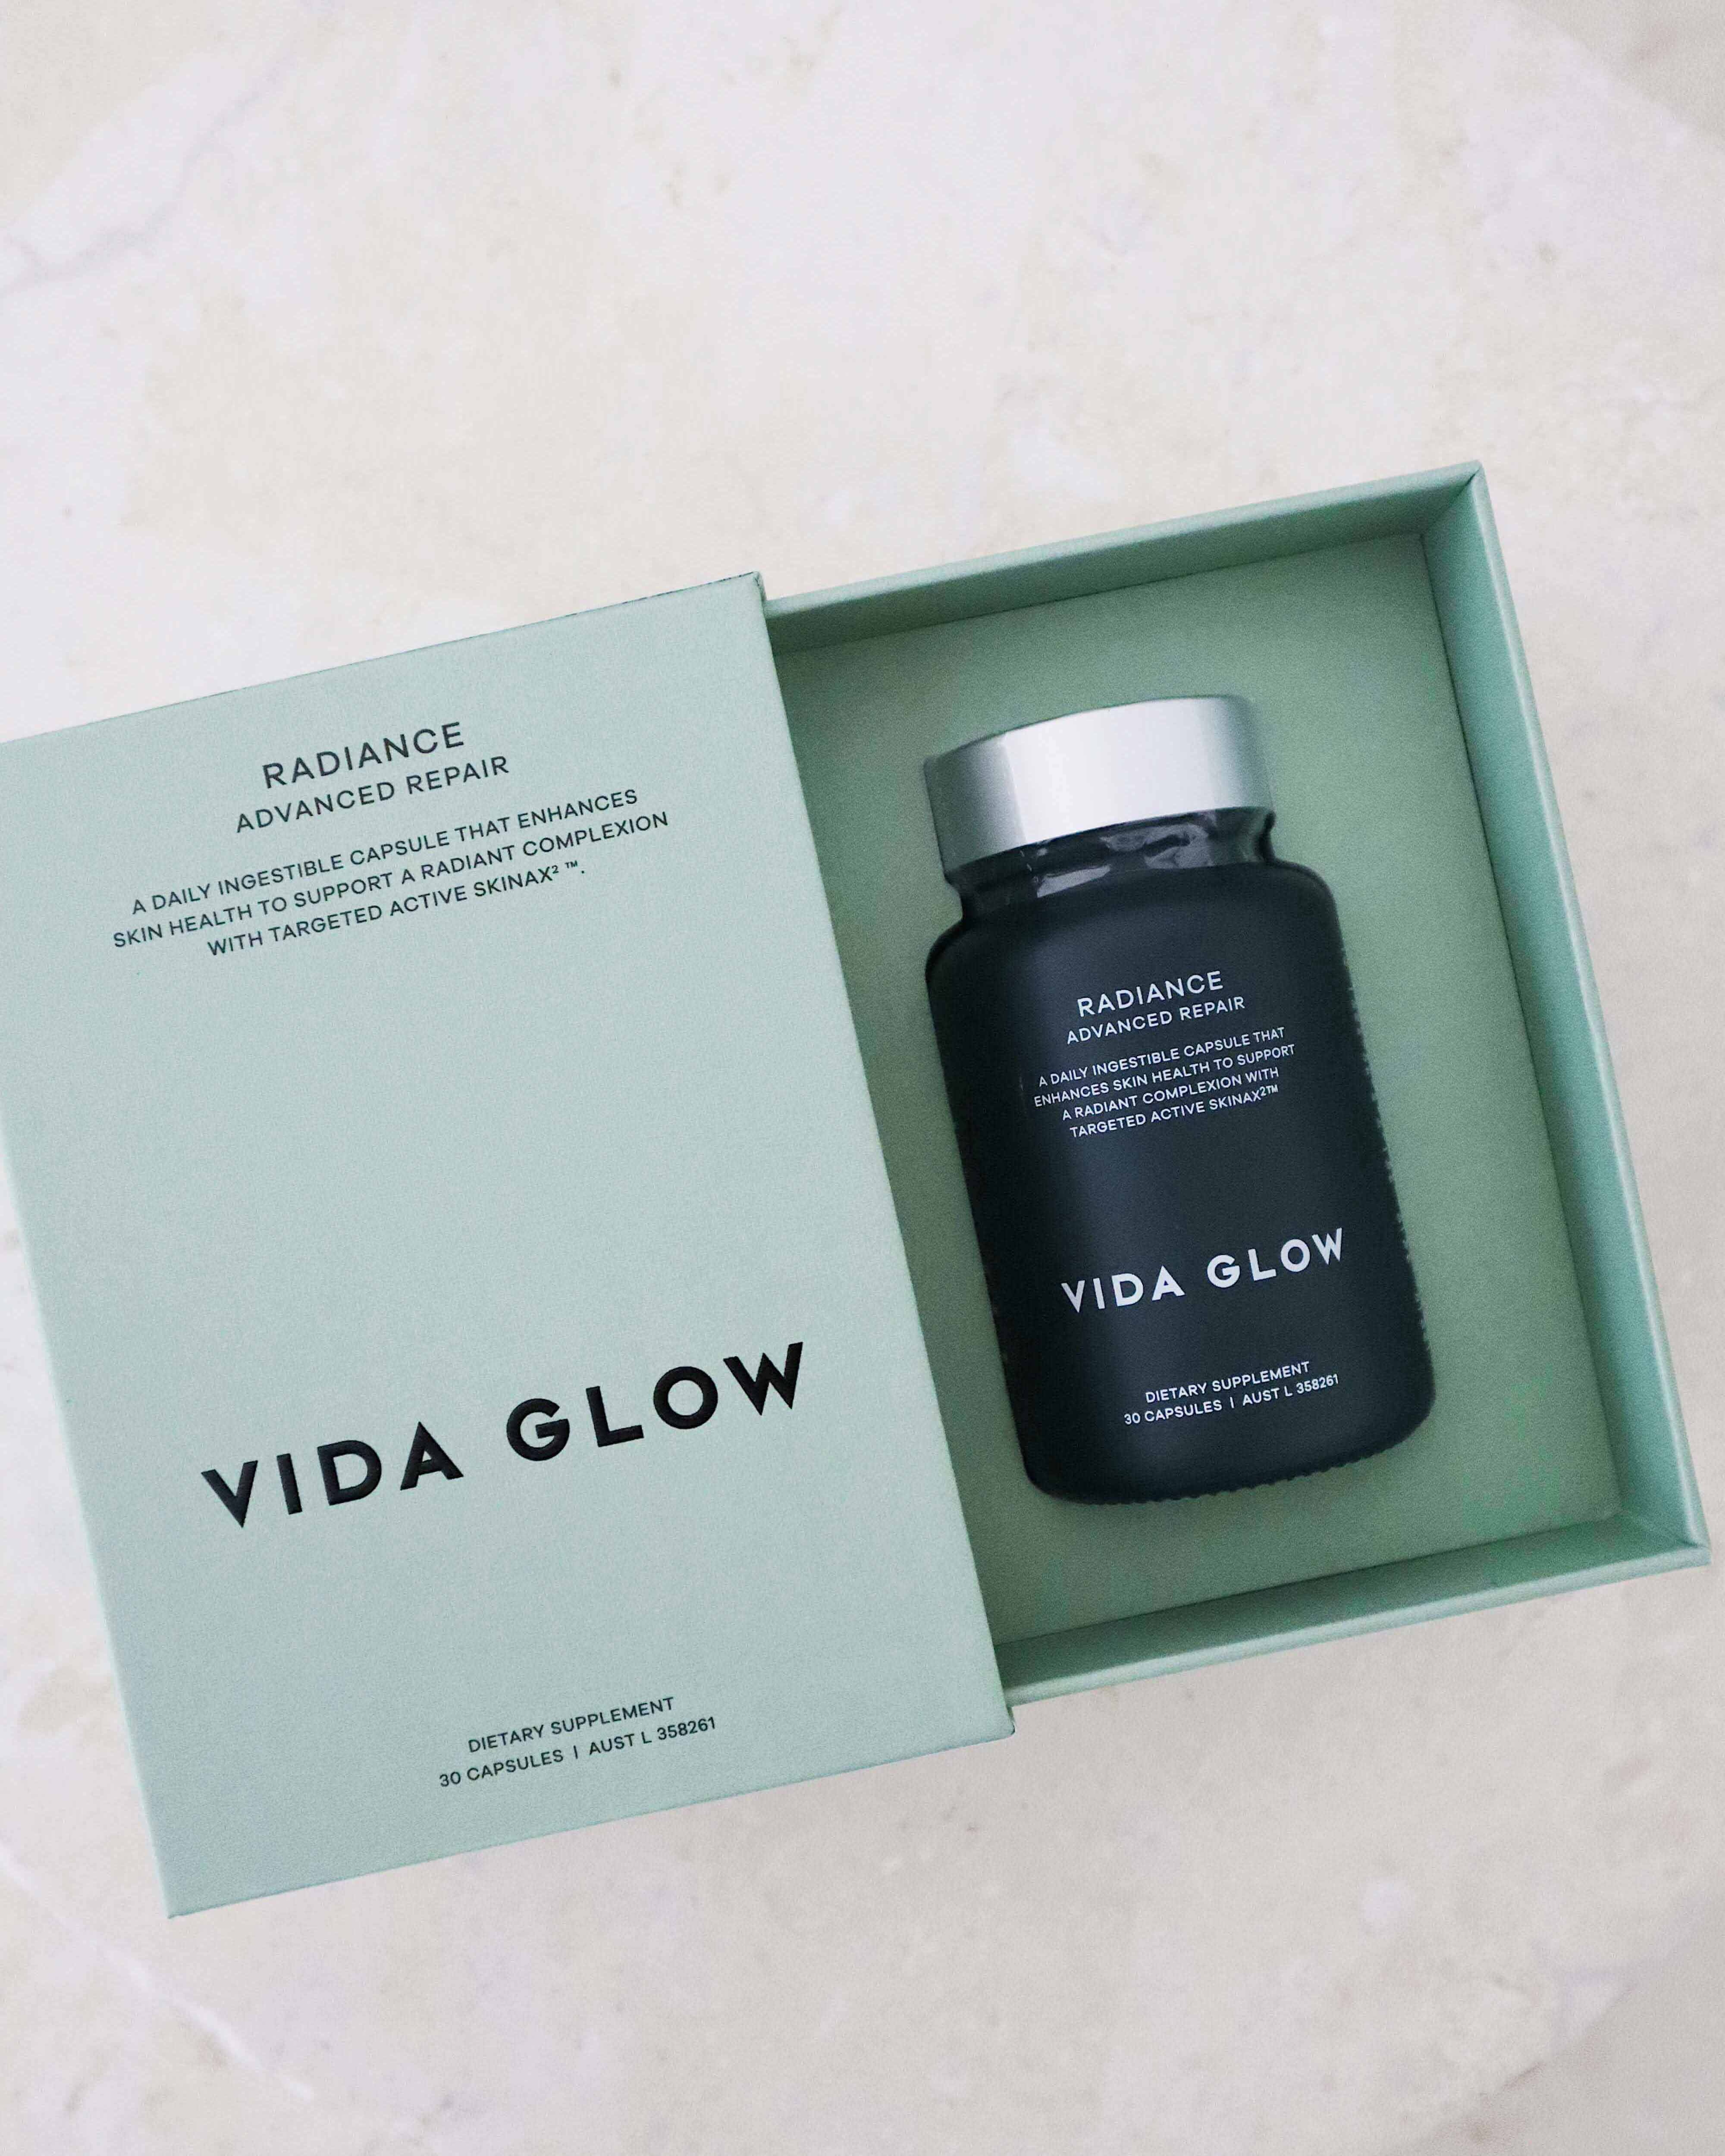 RADIANCE
ADVANCED REPAIR
A DAILY INGESTIBLE CAPSULE THAT ENHANCES
SKIN HEALTH TO SUPPORT A RADIANT COMPLEXION
WITH TARGETED ACTIVE SKINAX² ™.
VIDA GLOW
DIETARY SUPPLEMENT
30 CAPSULES | AUST L 358261
RADIANCE
ADVANCED REPAIR
A DAILY INGESTIBLE CAPSULE THAT
ENHANCES SKIN HEALTH TO SUPPORT
A RADIANT COMPLEXION WITH
TARGETED ACTIVE SKINAX²™
VIDA GLOW
DIETARY SUPPLEMENT
30 CAPSULES | AUST L 358261